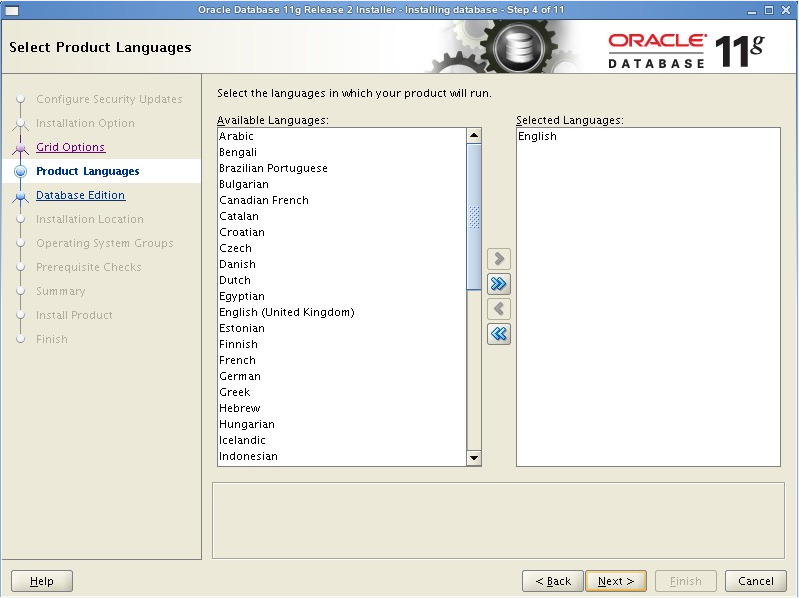 Oracle Database 11g Release 2 Installer - Installing database - Step 4 of 11
Select Product Languages
ORACLE
DATABASE
11g
Configure Security Updates
Installation Option
Grid Options
Product Languages
Database Edition
Installation Location
Operating System Groups
Prerequisite Checks
Summary
Install Product
Finish
Select the languages in which your product will run.
Available Languages:
Arabic
Bengali
Brazilian Portuguese
Bulgarian
Canadian French
Catalan
Croatian
Czech
Danish
Dutch
Egyptian
English (United Kingdom)
Estonian
Finnish
French
German
Greek
Hebrew
Hungarian
Icelandic
Indonesian
Selected Languages:
English
Help
< Back
Next >
Finish
Cancel